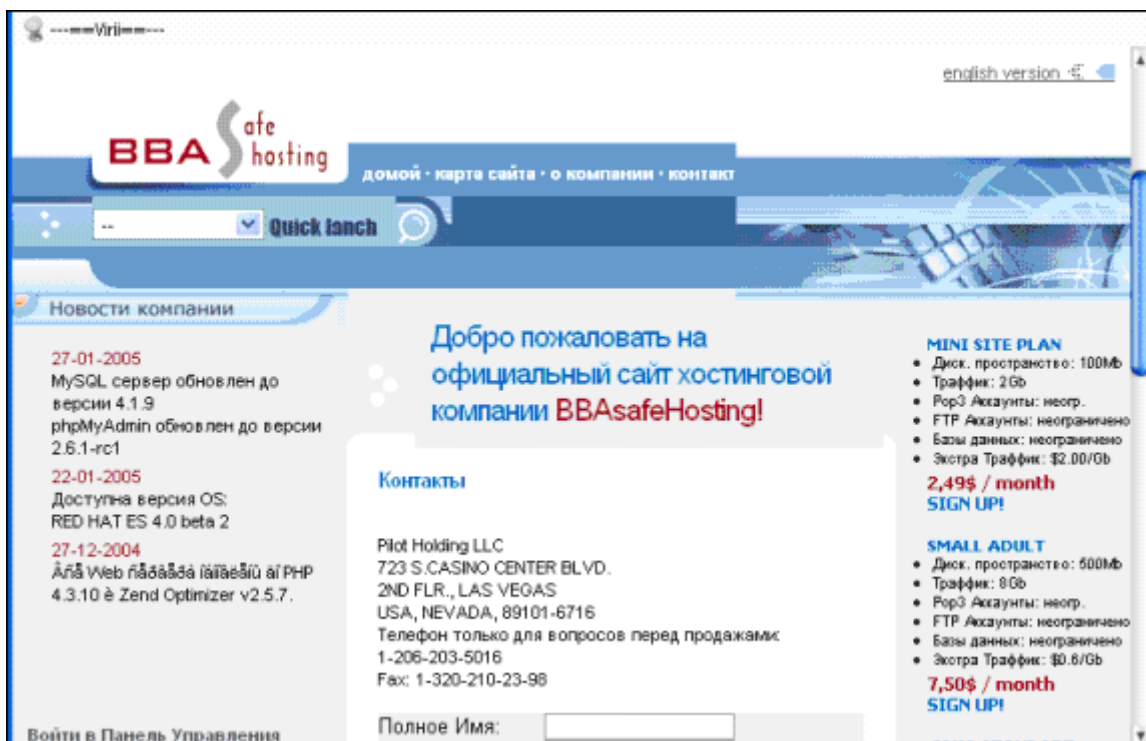 ---==Virii==---
english version
BBA Safe hosting
домой · карта сайта · о компании · контакт
--
Quick lanch
Новости компании
27-01-2005
MySQL сервер обновлен до
версии 4.1.9
phpMyAdmin обновлен до версии
2.6.1-rc1
22-01-2005
Доступна версия OS:
RED HAT ES 4.0 beta 2
27-12-2004
Web
PHP
4.3.10 è Zend Optimizer v2.5.7.
Войти в Панель Управления
Добро пожаловать на
официальный сайт хостинговой
компании BBAsafeHosting!
Контакты
Pilot Holding LLC
723 S.CASINO CENTER BLVD.
2ND FLR., LAS VEGAS
USA, NEVADA, 89101-6716
Телефон только для вопросов перед продажами:
1-206-203-5016
Fax: 1-320-210-23-98
Полное Имя:
MINI SITE PLAN
Диск. пространство: 100Mb
Траффик: 2Gb
Pop3 Аккаунты: неогр.
FTP Аккаунты: неограничено
Базы данных: неограничено
Экстра Траффик: $2.00/Gb
2,49$ / month
SIGN UP!
SMALL ADULT
Диск. пространство: 500Mb
Траффик: 8Gb
Pop3 Аккаунты: неогр.
FTP Аккаунты: неограничено
Базы данных: неограничено
Экстра Траффик: $0.6/Gb
7,50$ / month
SIGN UP!